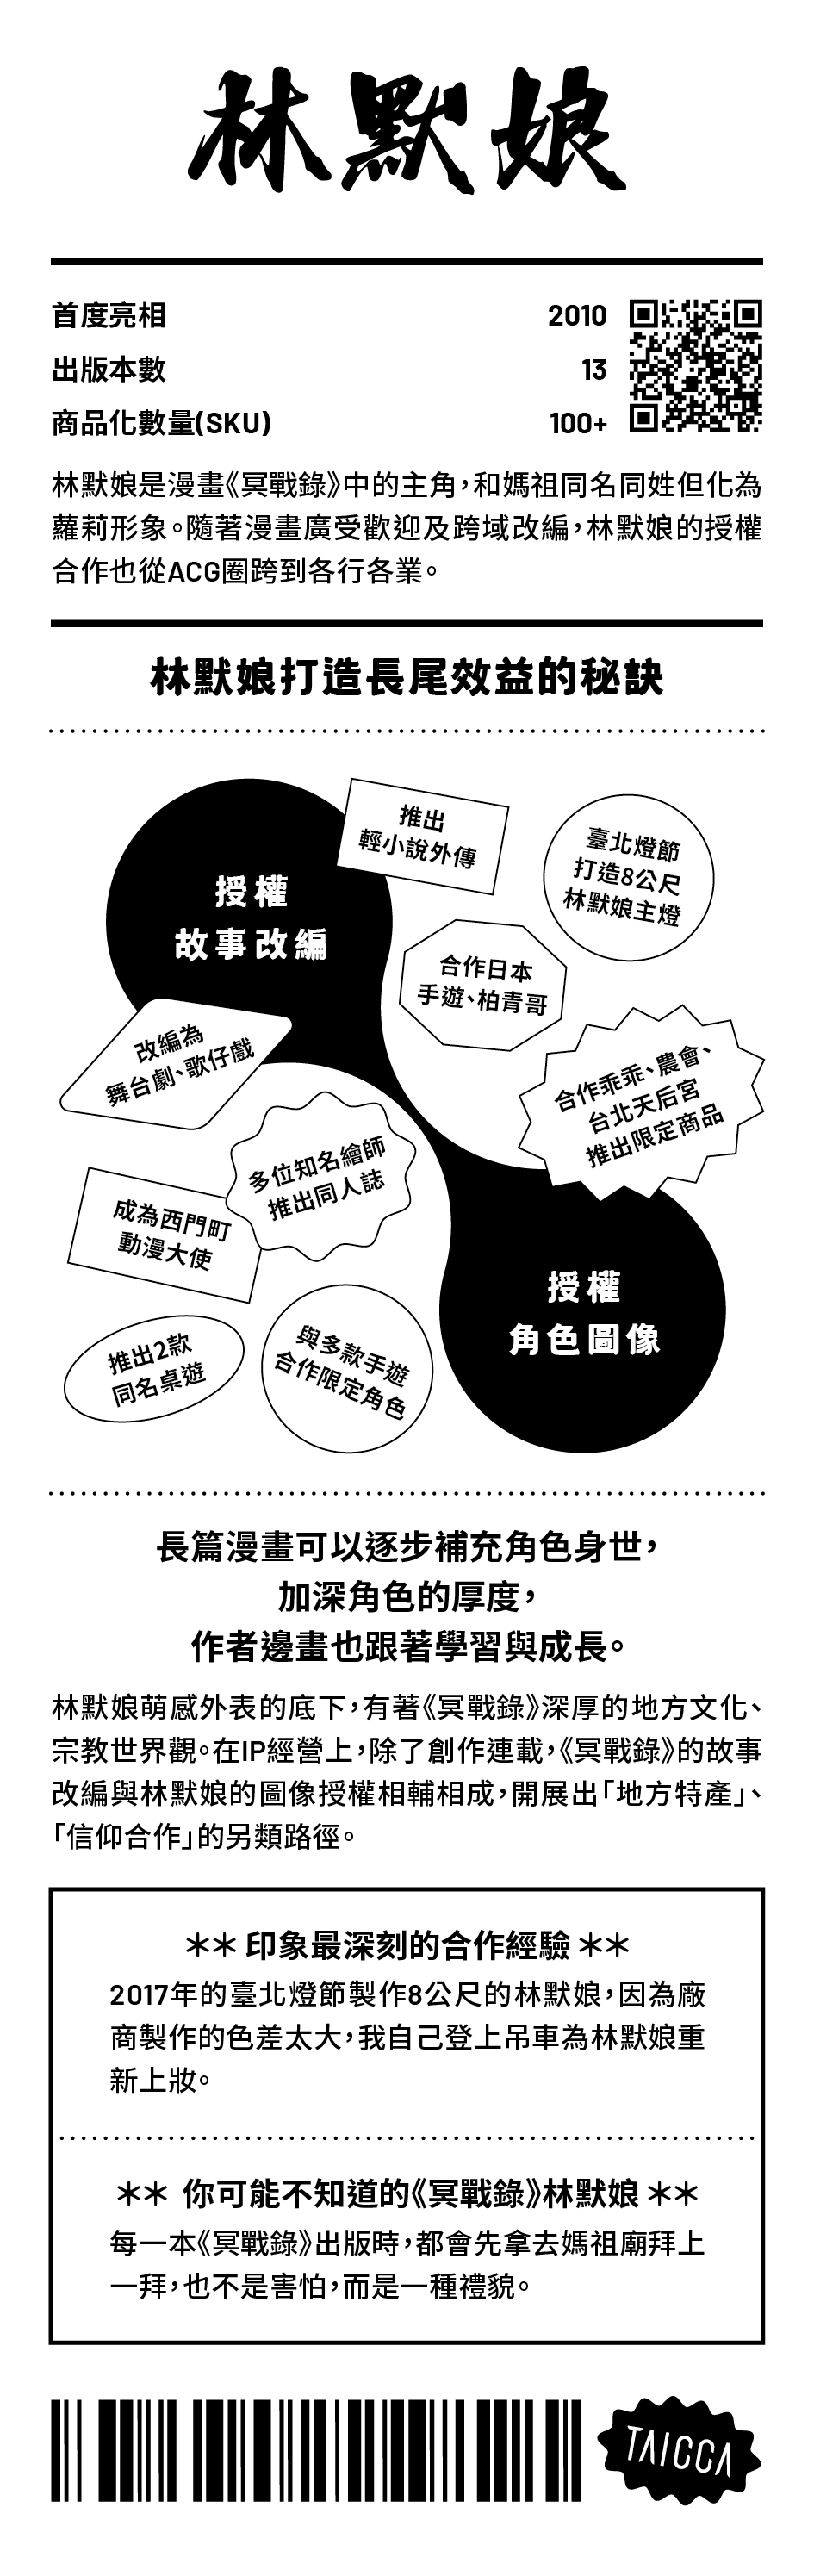 林默娘
首度亮相 2010
出版本數 13
商品化數量(SKU) 100+
林默娘是漫畫《冥戰錄》中的主角，和媽祖同名同姓但化為
蘿莉形象。隨著漫畫廣受歡迎及跨域改編，林默娘的授權
合作也從ACG圈跨到各行各業。
林默娘打造長尾效益的秘訣
授權
故事改編
推出
輕小說外傳
臺北燈節
打造8公尺
林默娘主燈
合作日本
手遊、柏青哥
改編為
舞台劇、歌仔戲
合作乖乖、農會、
台北天后宮
推出限定商品
多位知名繪師
推出同人誌
成為西門町
動漫大使
授權
角色圖像
推出2款
同名桌遊
與多款手遊
合作限定角色
長篇漫畫可以逐步補充角色身世，
加深角色的厚度，
作者邊畫也跟著學習與成長。
林默娘萌感外表的底下，有著《冥戰錄》深厚的地方文化、
宗教世界觀。在IP經營上，除了創作連載，《冥戰錄》的故事
改編與林默娘的圖像授權相輔相成，開展出「地方特產」、
「信仰合作」的另類路徑。
＊＊ 印象最深刻的合作經驗 ＊＊
2017年的臺北燈節製作8公尺的林默娘，因為廠
商製作的色差太大，我自己登上吊車為林默娘重
新上妝。
＊＊ 你可能不知道的《冥戰錄》林默娘 ＊＊
每一本《冥戰錄》出版時，都會先拿去媽祖廟拜上
一拜，也不是害怕，而是一種禮貌。
TAICCA